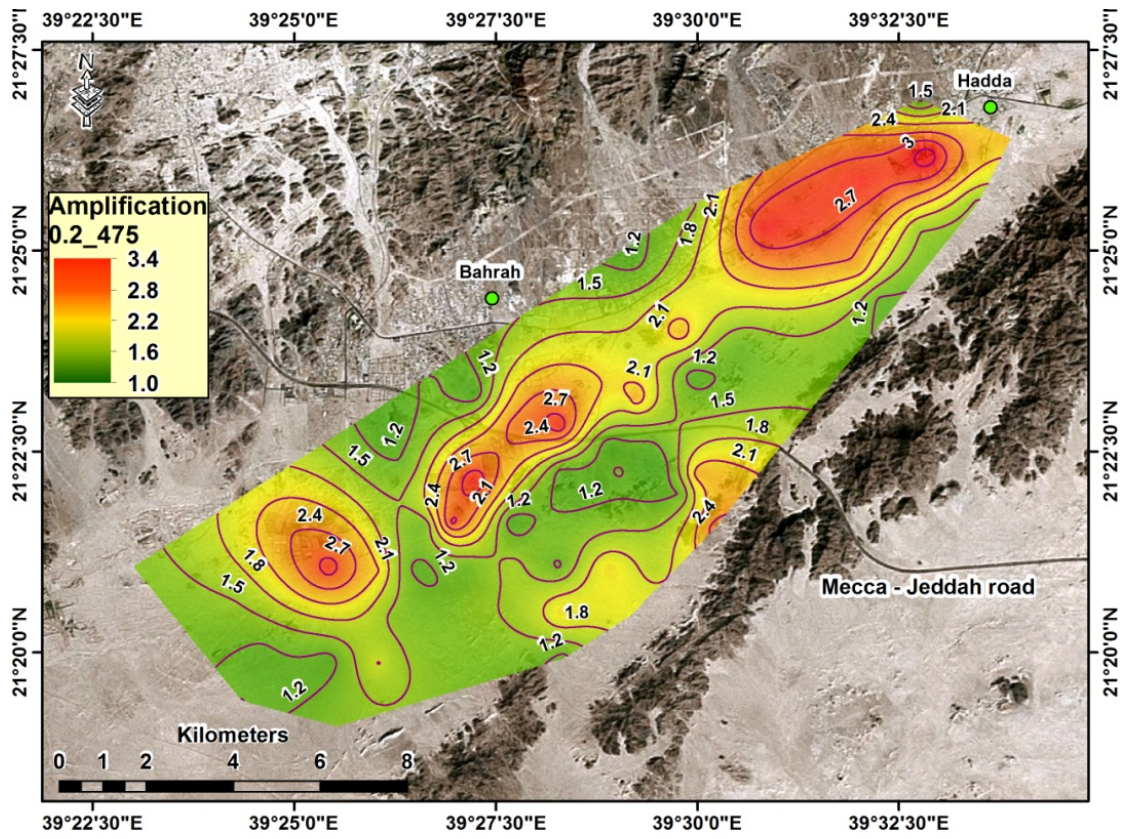 39°22'30"E 39°25'0"E 39°27'30"E 39°30'0"E 39°32'30"E
21°27'30"N
21°27'30"N
N
Hadda
1.5
2.4 2.1
3
2.7
2.1
1.8
1.2
1.5
Amplification
0.2_475
3.4
2.8
2.2
1.6
1.0
21°25'0"N
21°25'0"N
Bahrah
1.2
2.1
1.2
1.2
2.1
1.5
2.7
2.4
1.2
1.5
1.8
2.1
21°22'30"N
21°22'30"N
2.7
2.4
2.1
1.2
1.2
2.4
2.4
2.7
2.1
1.8
1.5
1.2
1.8
1.2
1.2
Mecca - Jeddah road
21°20'0"N
21°20'0"N
Kilometers
0 1 2 4 6 8
39°22'30"E 39°25'0"E 39°27'30"E 39°30'0"E 39°32'30"E